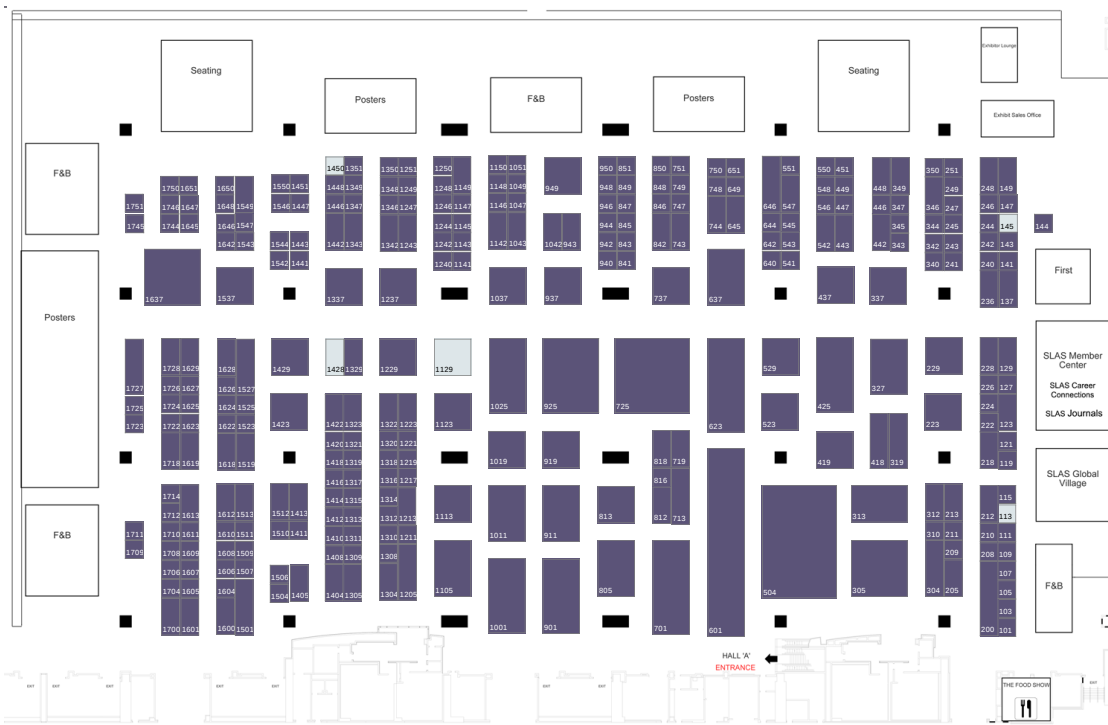 Exhibitor Lounge
Seating
Seating
Posters
F&B
Posters
Exhibit Sales Office
F&B
1450 1351 1350 1251 1250 1150 1051 950 851 850 751 750 651 551 550 451 350 251
1750 1651 1650 1550 1451 1448 1349 1348 1249 1248 1149 1148 1049 949 948 849 848 749 748 649 548 449 448 349 249 248 149
1751 1746 1647 1648 1549 1546 1447 1446 1347 1346 1247 1246 1147 1146 1047 946 847 846 747 646 547 546 447 346 247 246 147
1745 1744 1645 1646 1547 1244 1145 944 845 744 645 644 545 345 344 245 244 145 144
1642 1543 1544 1443 1442 1343 1342 1243 1242 1143 1142 1043 1042 943 942 843 842 743 642 543 542 443 442 343 342 243 242 143
1542 1441 1240 1141 940 841 640 541 340 241 240 141
First
1637 1537 1337 1237 1037 937 737 637 437 337 236 137
Posters
SLAS Member
Center
SLAS Career
Connections
SLAS Journals
1728 1629 1628 1429 1428 1329 1229 1129 529 229 228 129
1727 1726 1627 1626 1527 327 226 127
1725 1724 1625 1624 1525 1025 925 725 425 224
1723 1722 1623 1622 1523 1423 1422 1323 1322 1223 1123 623 523 223 222 123
1420 1321 1320 1221 121
1718 1619 1618 1519 1418 1319 1318 1219 1019 919 818 719 419 418 319 218 119
SLAS Global
Village
1416 1317 1316 1217 816
1714 1414 1315 1314 115
1712 1613 1612 1513 1512 1413 1412 1313 1312 1213 1113 813 812 713 313 312 213 212 113
F&B
1711 1710 1611 1610 1511 1510 1411 1410 1311 1310 1211 1011 911 310 211 210 111
1709 1708 1609 1608 1509 1408 1309 1308 209 208 109
F&B
1706 1607 1606 1507 1506 107
1704 1605 1604 1504 1405 1404 1305 1304 1205 1105 805 504 305 304 205 105
103
1700 1601 1600 1501 1001 901 701 601 200 101
HALL 'A'
ENTRANCE
EXIT EXIT EXIT EXIT EXIT EXIT EXIT EXIT EXIT
THE FOOD SHOW